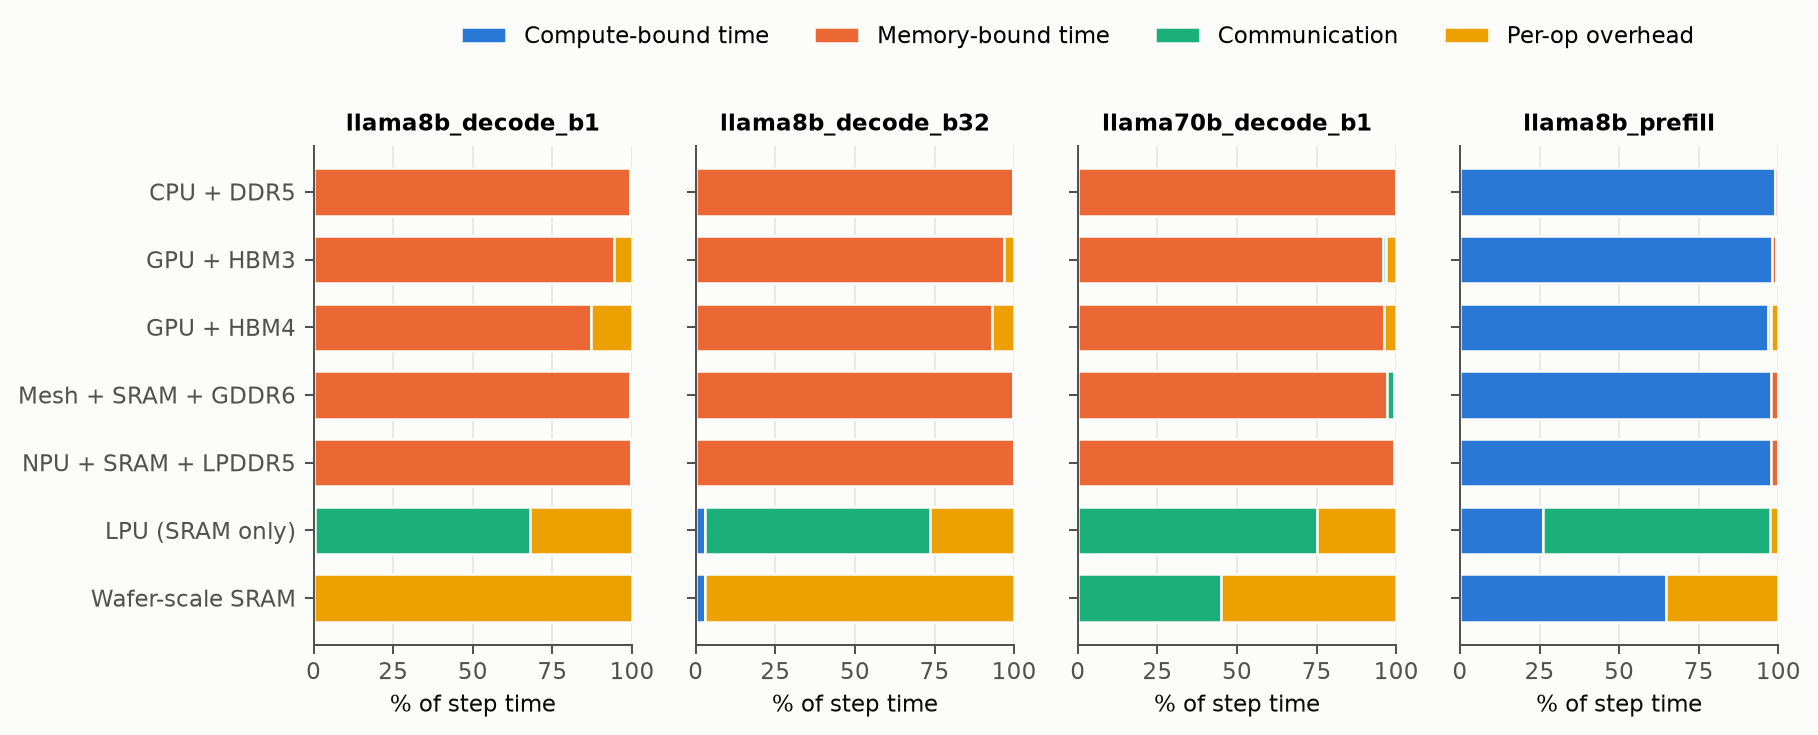 Compute-bound time Memory-bound time Communication Per-op overhead
llama8b_decode_b1 llama8b_decode_b32 llama70b_decode_b1 llama8b_prefill
CPU + DDR5
GPU + HBM3
GPU + HBM4
Mesh + SRAM + GDDR6
NPU + SRAM + LPDDR5
LPU (SRAM only)
Wafer-scale SRAM
0 25 50 75 100 0 25 50 75 100 0 25 50 75 100 0 25 50 75 100
% of step time % of step time % of step time % of step time